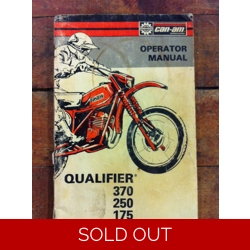 can-am
OPERATOR
MANUAL
QUALIFIER®
370
250
175
SOLD OUT